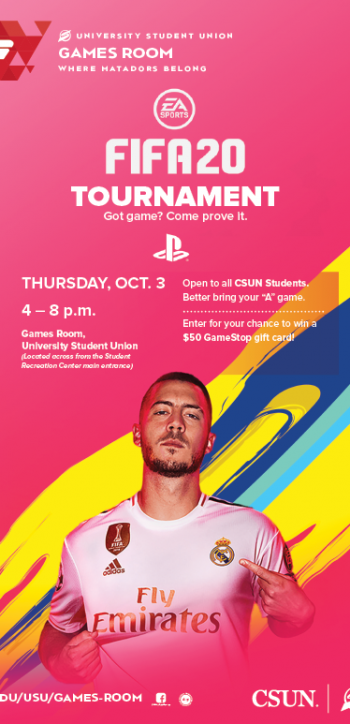 UNIVERSITY STUDENT UNION
GAMES ROOM
WHERE MATADORS BELONG
EA
SPORTS
FIFA20
TOURNAMENT
Got game? Come prove it.
THURSDAY, OCT. 3
4 – 8 p.m.
Games Room,
University Student Union
(Located across from the Student
Recreation Center main entrance)
Open to all CSUN Students.
Better bring your “A” game.
Enter for your chance to win a
$50 GameStop gift card!
FIFA
adidas
Fly
Emirates
DU/USU/GAMES-ROOM
CSUN.